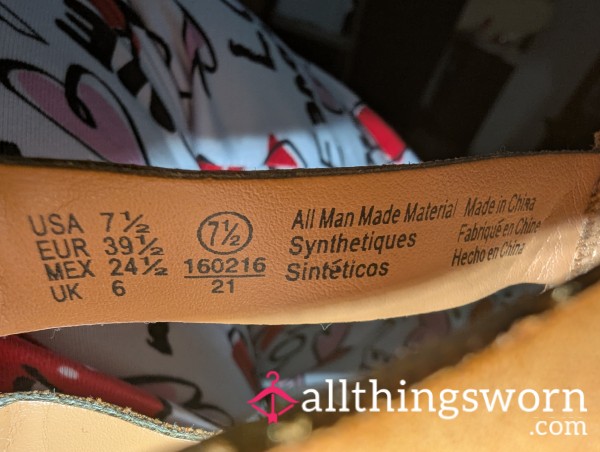 USA 7½
EUR 39½
MEX 24½
UK 6
7½
160216
21
All Man Made Material
Synthetiques
Sintéticos
Made in China
Fabriqué en Chine
Hecho en China
allthingsworn
.com